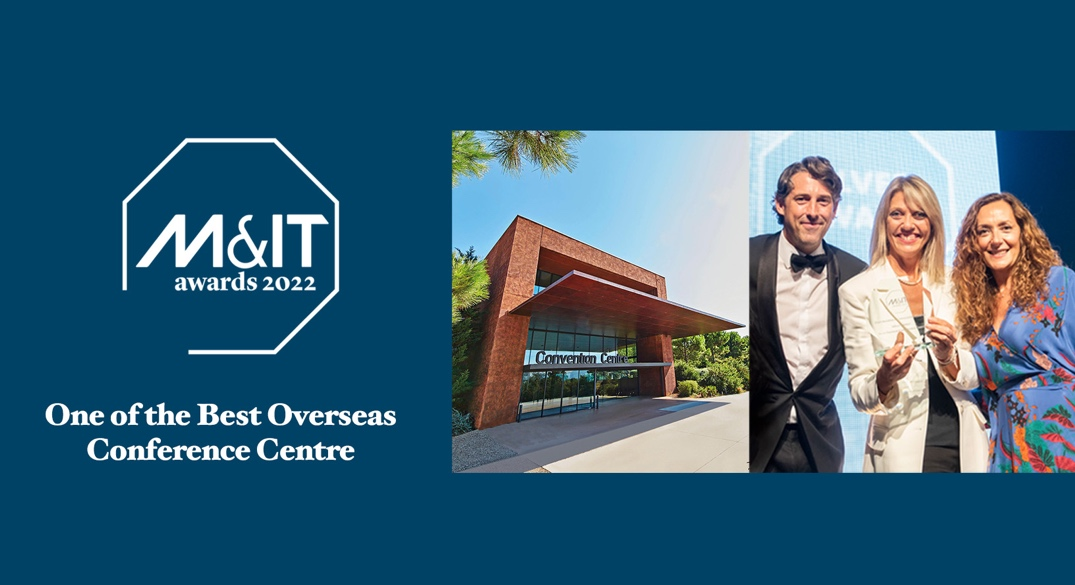 M&IT
awards 2022
One of the Best Overseas
Conference Centre
Convention Centre